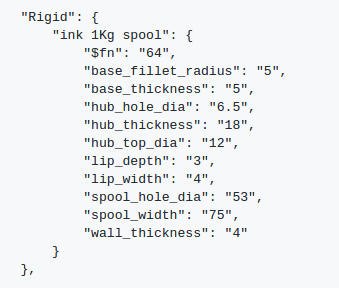 "Rigid": {
"ink 1Kg spool": {
"$fn": "64",
"base_fillet_radius": "5",
"base_thickness": "5",
"hub_hole_dia": "6.5",
"hub_thickness": "18",
"hub_top_dia": "12",
"lip_depth": "3",
"lip_width": "4",
"spool_hole_dia": "53",
"spool_width": "75",
"wall_thickness": "4"
}
},